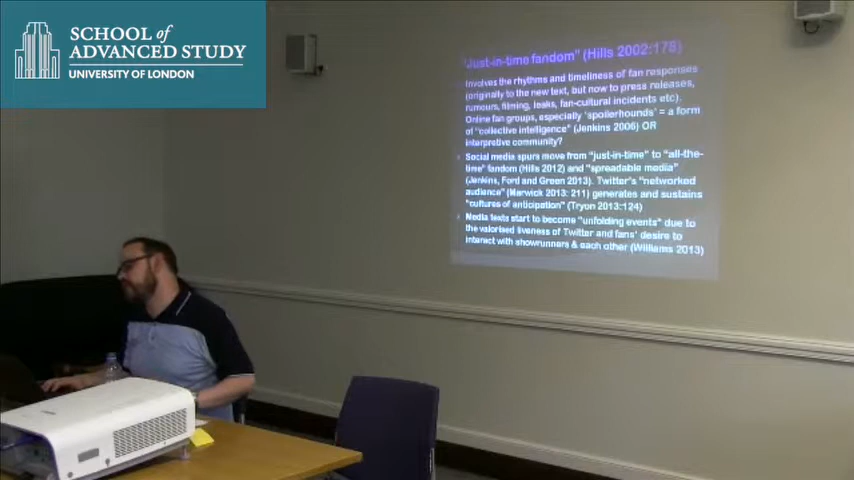 SCHOOL of
ADVANCED STUDY
UNIVERSITY OF LONDON
'Just-in-time fandom" (Hills 2002:178)
Involves the rhythms and timeliness of fan responses
(originally to the new text, but now to press releases,
rumours, filming, leaks, fan-cultural incidents etc).
Online fan groups, especially 'spoilerhounds' = a form
of "collective intelligence" (Jenkins 2006) OR
interpretive community?
Social media spurs move from "just-in-time" to "all-the-
time" fandom (Hills 2012) and "spreadable media"
(Jenkins, Ford and Green 2013). Twitter's "networked
audience" (Marwick 2013: 211) generates and sustains
"cultures of anticipation" (Tryon 2013:124)
Media texts start to become "unfolding events" due to
the valorised liveness of Twitter and fans' desire to
interact with showrunners & each other (Williams 2013)